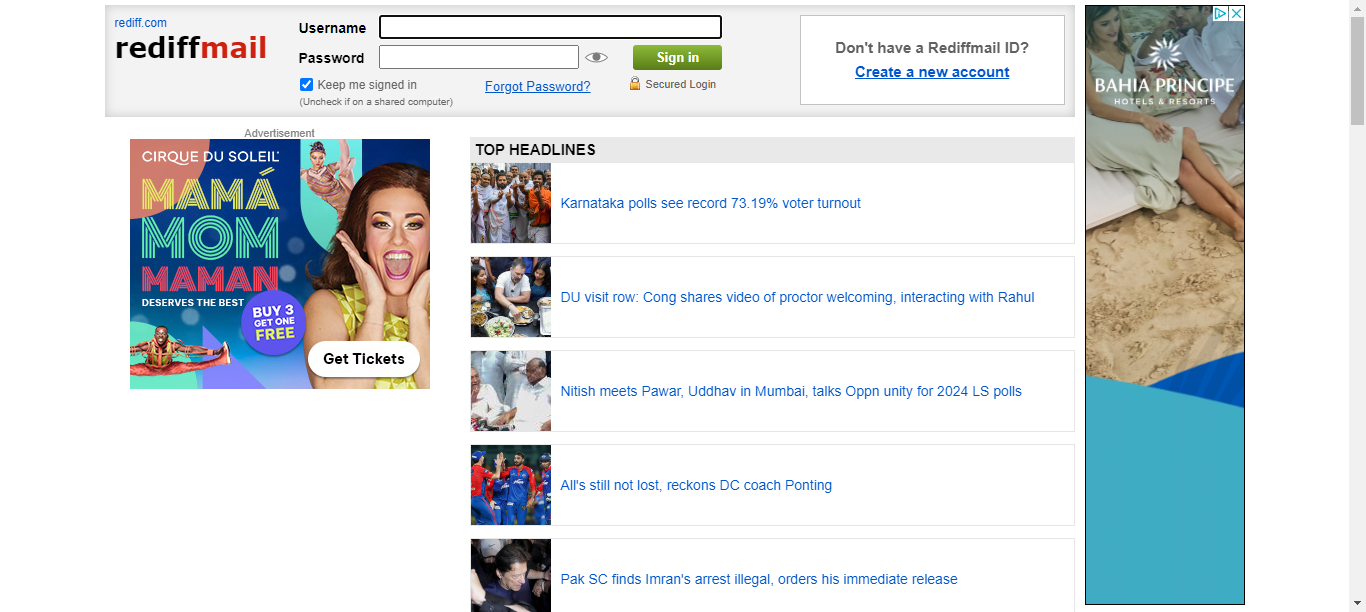 rediff.com
rediffmail
Username
Password
Sign in
Keep me signed in
Forgot Password?
Secured Login
(Uncheck if on a shared computer)
Don't have a Rediffmail ID?
Create a new account
Advertisement
CIRQUE DU SOLEIL
MAMÁ
MOM
MAMAN
DESERVES THE BEST
BUY 3
GET ONE
FREE
Get Tickets
TOP HEADLINES
Karnataka polls see record 73.19% voter turnout
DU visit row: Cong shares video of proctor welcoming, interacting with Rahul
Nitish meets Pawar, Uddhav in Mumbai, talks Oppn unity for 2024 LS polls
All's still not lost, reckons DC coach Ponting
Pak SC finds Imran's arrest illegal, orders his immediate release
BAHIA PRINCIPE
HOTELS & RESORTS